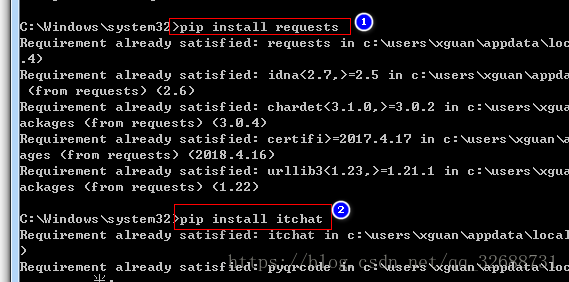 C:\Windows\system32>pip install requests 1
Requirement already satisfied: requests in c:\users\xguan\appdata\loc
.4)
Requirement already satisfied: idna<2.7,>=2.5 in c:\users\xguan\appda
(from requests) (2.6)
Requirement already satisfied: chardet<3.1.0,>=3.0.2 in c:\users\xgua
ackages (from requests) (3.0.4)
Requirement already satisfied: certifi>=2017.4.17 in c:\users\xguan\a
ages (from requests) (2018.4.16)
Requirement already satisfied: urllib3<1.23,>=1.21.1 in c:\users\xgua
ackages (from requests) (1.22)
C:\Windows\system32>pip install itchat 2
Requirement already satisfied: itchat in c:\users\xguan\appdata\local
)
https://blog.csdn.net/qq_32688731
Requirement already satisfied: pyqrcode in c:\users\xguan\appdata\loc